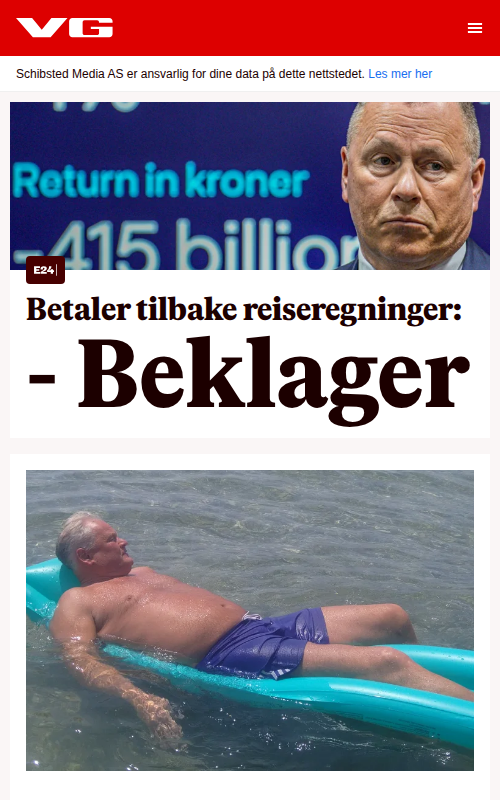 VG
Schibsted Media AS er ansvarlig for dine data på dette nettstedet. Les mer her
Return in kroner
-415 billion
E24
Betaler tilbake reiseregninger:
- Beklager